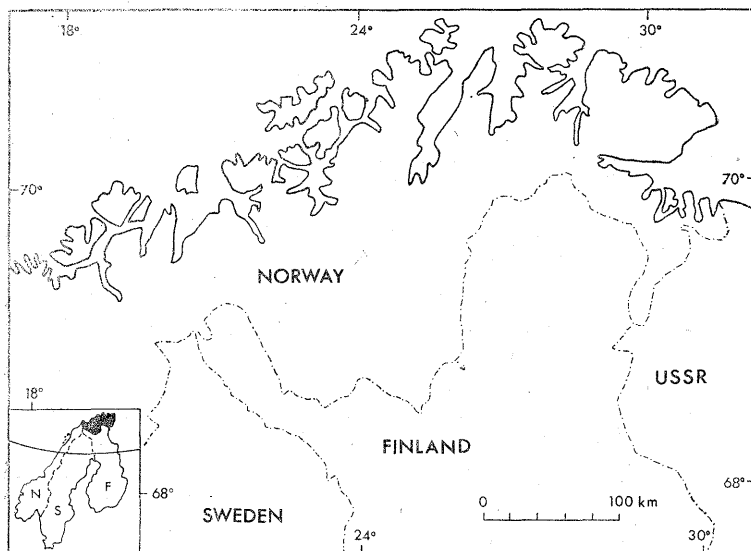 18° 24° 30°
70° 70°
NORWAY
USSR
18°
FINLAND
N S F
68° 68°
0 100 km
SWEDEN
24° 30°